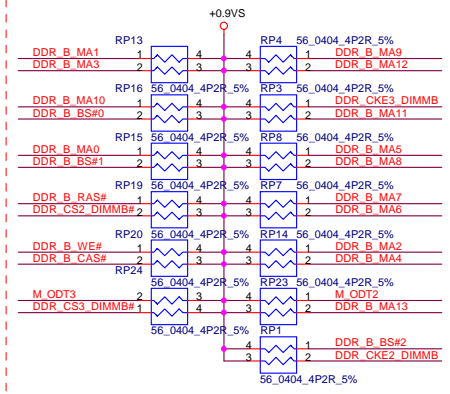 +0.9VS
RP13 RP4 56_0404_4P2R_5%
DDR_B_MA1 1 4 4 1 DDR_B_MA9
DDR_B_MA3 2 3 3 2 DDR_B_MA12
RP16 56_0404_4P2R_5% RP3 56_0404_4P2R_5%
DDR_B_MA10 1 4 4 1 DDR_CKE3_DIMMB
DDR_B_BS#0 2 3 3 2 DDR_B_MA11
RP15 56_0404_4P2R_5% RP8 56_0404_4P2R_5%
DDR_B_MA0 1 4 4 1 DDR_B_MA5
DDR_B_BS#1 2 3 3 2 DDR_B_MA8
RP19 56_0404_4P2R_5% RP7 56_0404_4P2R_5%
DDR_B_RAS# 1 4 4 1 DDR_B_MA7
DDR_CS2_DIMMB# 2 3 3 2 DDR_B_MA6
RP20 56_0404_4P2R_5% RP14 56_0404_4P2R_5%
DDR_B_WE# 1 4 4 1 DDR_B_MA2
DDR_B_CAS# 2 3 3 2 DDR_B_MA4
RP24 56_0404_4P2R_5% RP23 56_0404_4P2R_5%
M_ODT3 2 3 4 1 M_ODT2
DDR_CS3_DIMMB# 1 4 3 2 DDR_B_MA13
56_0404_4P2R_5% RP1 56_0404_4P2R_5%
4 1 DDR_B_BS#2
3 2 DDR_CKE2_DIMMB
56_0404_4P2R_5%